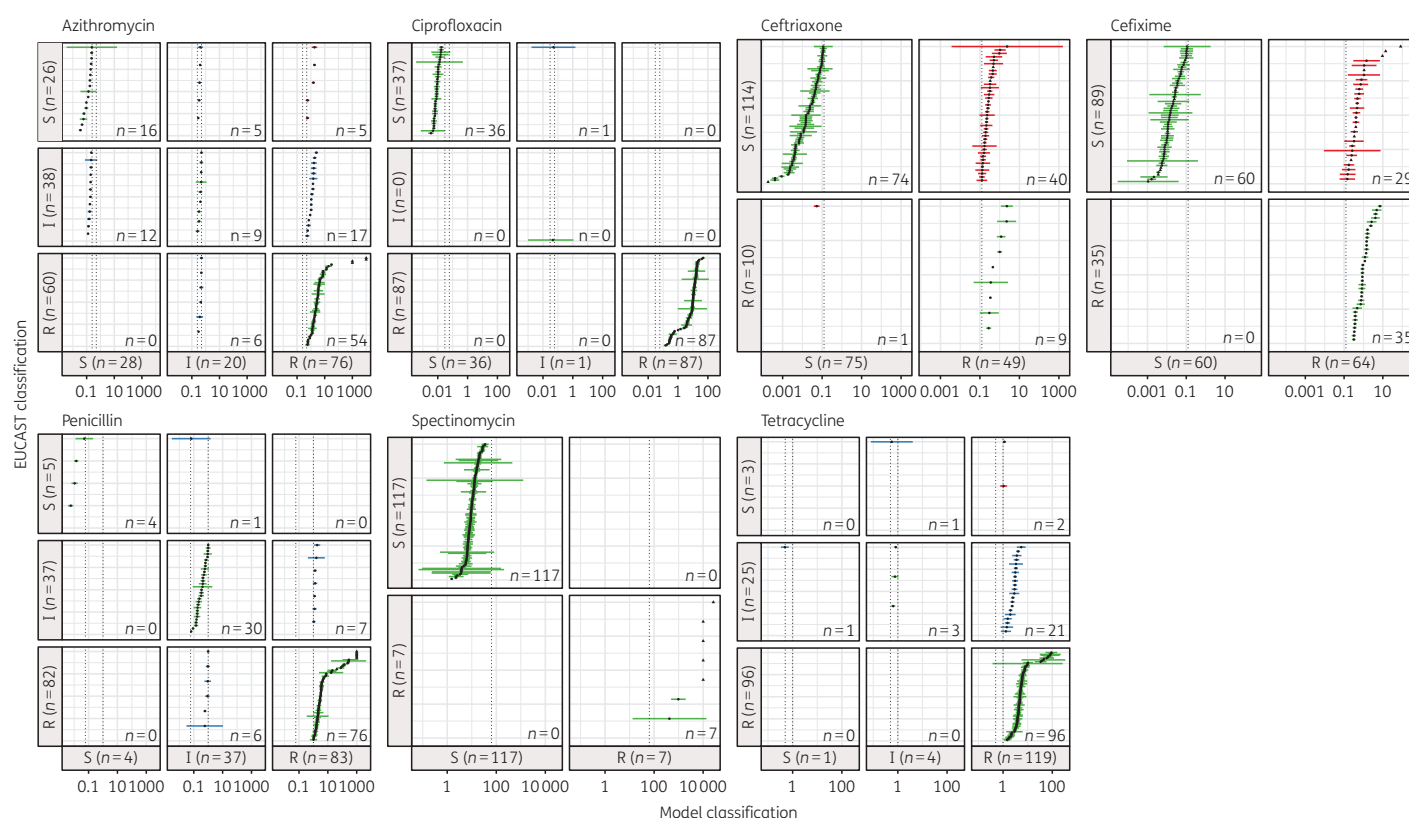 Azithromycin
S (n=26)
n=16
n=5
n=5
I (n=38)
n=12
n=9
n=17
R (n=60)
n=0
n=6
n=54
S (n=28)
I (n=20)
R (n=76)
0.1 10 1000
0.1 10 1000
0.1 10 1000
Ciprofloxacin
S (n=37)
n=36
n=1
n=0
I (n=0)
n=0
n=0
n=0
R (n=87)
n=0
n=0
n=87
S (n=36)
I (n=1)
R (n=87)
0.01 1 100
0.01 1 100
0.01 1 100
Ceftriaxone
S (n=114)
n=74
n=40
R (n=10)
n=1
n=9
S (n=75)
R (n=49)
0.001 0.1 10 1000
0.001 0.1 10 1000
Cefixime
S (n=89)
n=60
n=29
R (n=35)
n=0
n=35
S (n=60)
R (n=64)
0.001 0.1 10
0.001 0.1 10
EUCAST classification
Penicillin
S (n=5)
n=4
n=1
n=0
I (n=37)
n=0
n=30
n=7
R (n=82)
n=0
n=6
n=76
S (n=4)
I (n=37)
R (n=83)
0.1 10 1000
0.1 10 1000
0.1 10 1000
Spectinomycin
S (n=117)
n=117
n=0
R (n=7)
n=0
n=7
S (n=117)
R (n=7)
1 100 10 000
1 100 10 000
Tetracycline
S (n=3)
n=0
n=1
n=2
I (n=25)
n=1
n=3
n=21
R (n=96)
n=0
n=0
n=96
S (n=1)
I (n=4)
R (n=119)
1 100
1 100
1 100
Model classification